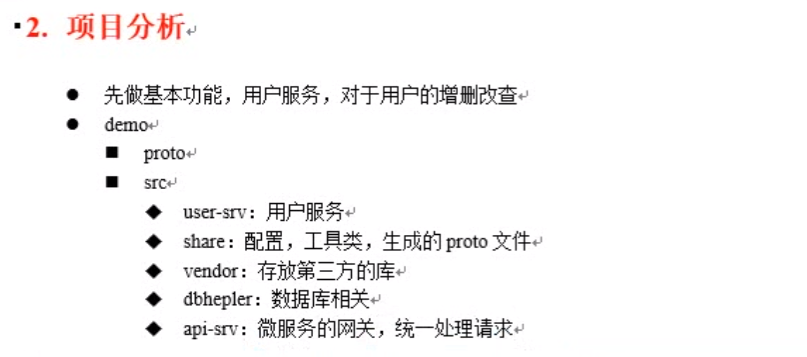 2. 项目分析
先做基本功能，用户服务，对于用户的增删改查
demo
proto
src
user-srv：用户服务
share：配置，工具类，生成的 proto 文件
vendor：存放第三方的库
dbhepler：数据库相关
api-srv：微服务的网关，统一处理请求